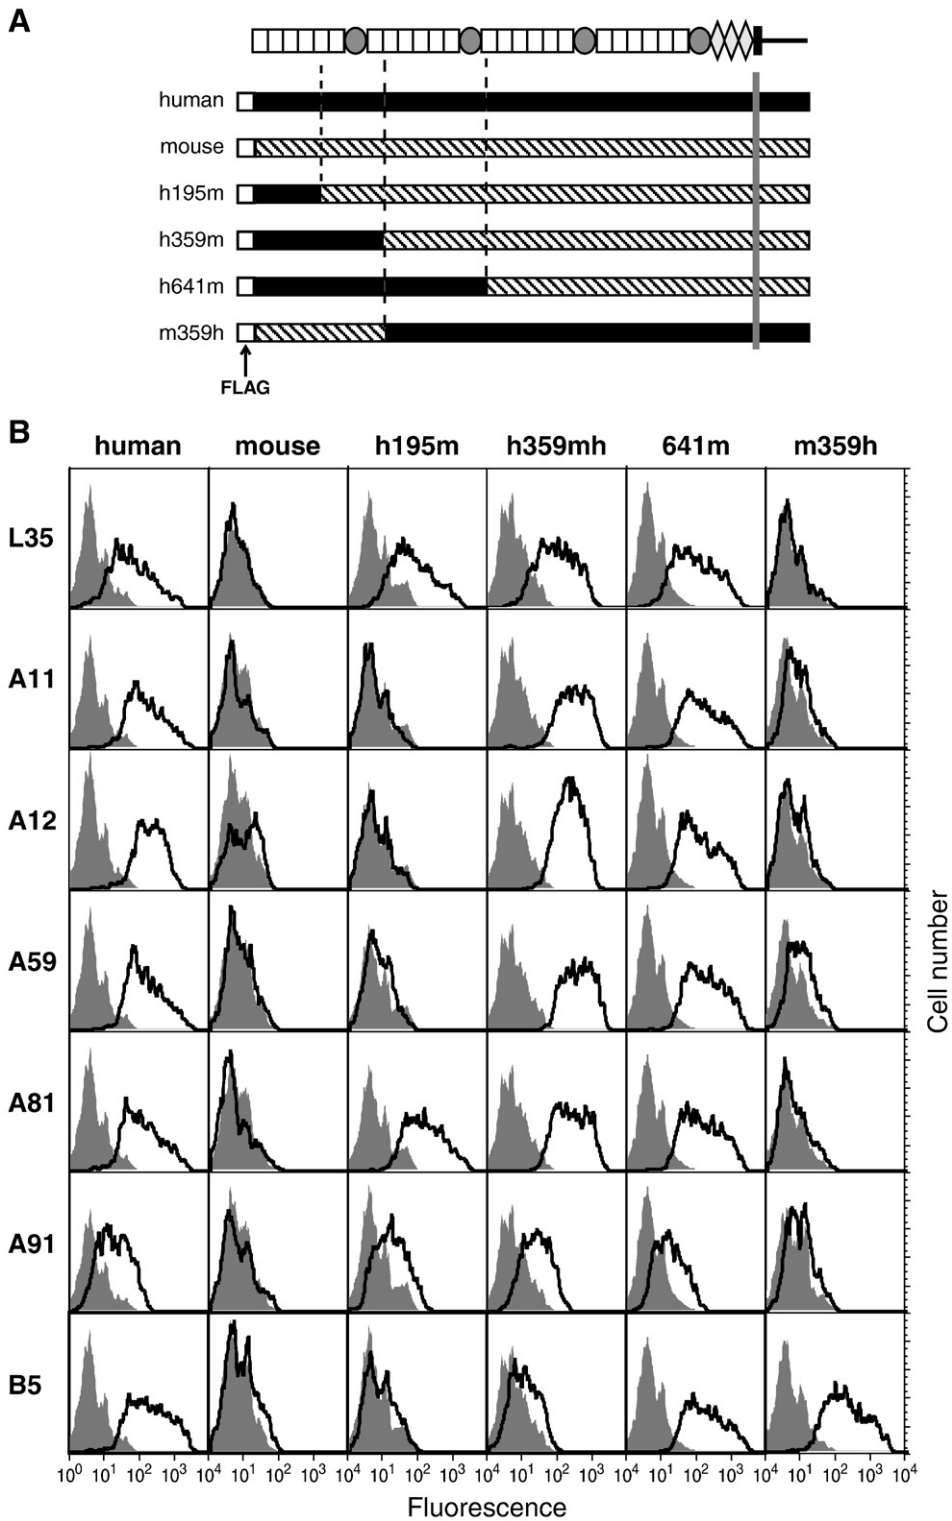 A
human
mouse
h195m
h359m
h641m
m359h
FLAG
B
human mouse h195m h359mh 641m m359h
L35
A11
A12
A59
A81
A91
B5
Cell number
10⁰ 10¹ 10² 10³ 10⁴ 10¹ 10² 10³ 10⁴ 10¹ 10² 10³ 10⁴ 10¹ 10² 10³ 10⁴ 10¹ 10² 10³ 10⁴ 10¹ 10² 10³ 10⁴
Fluorescence